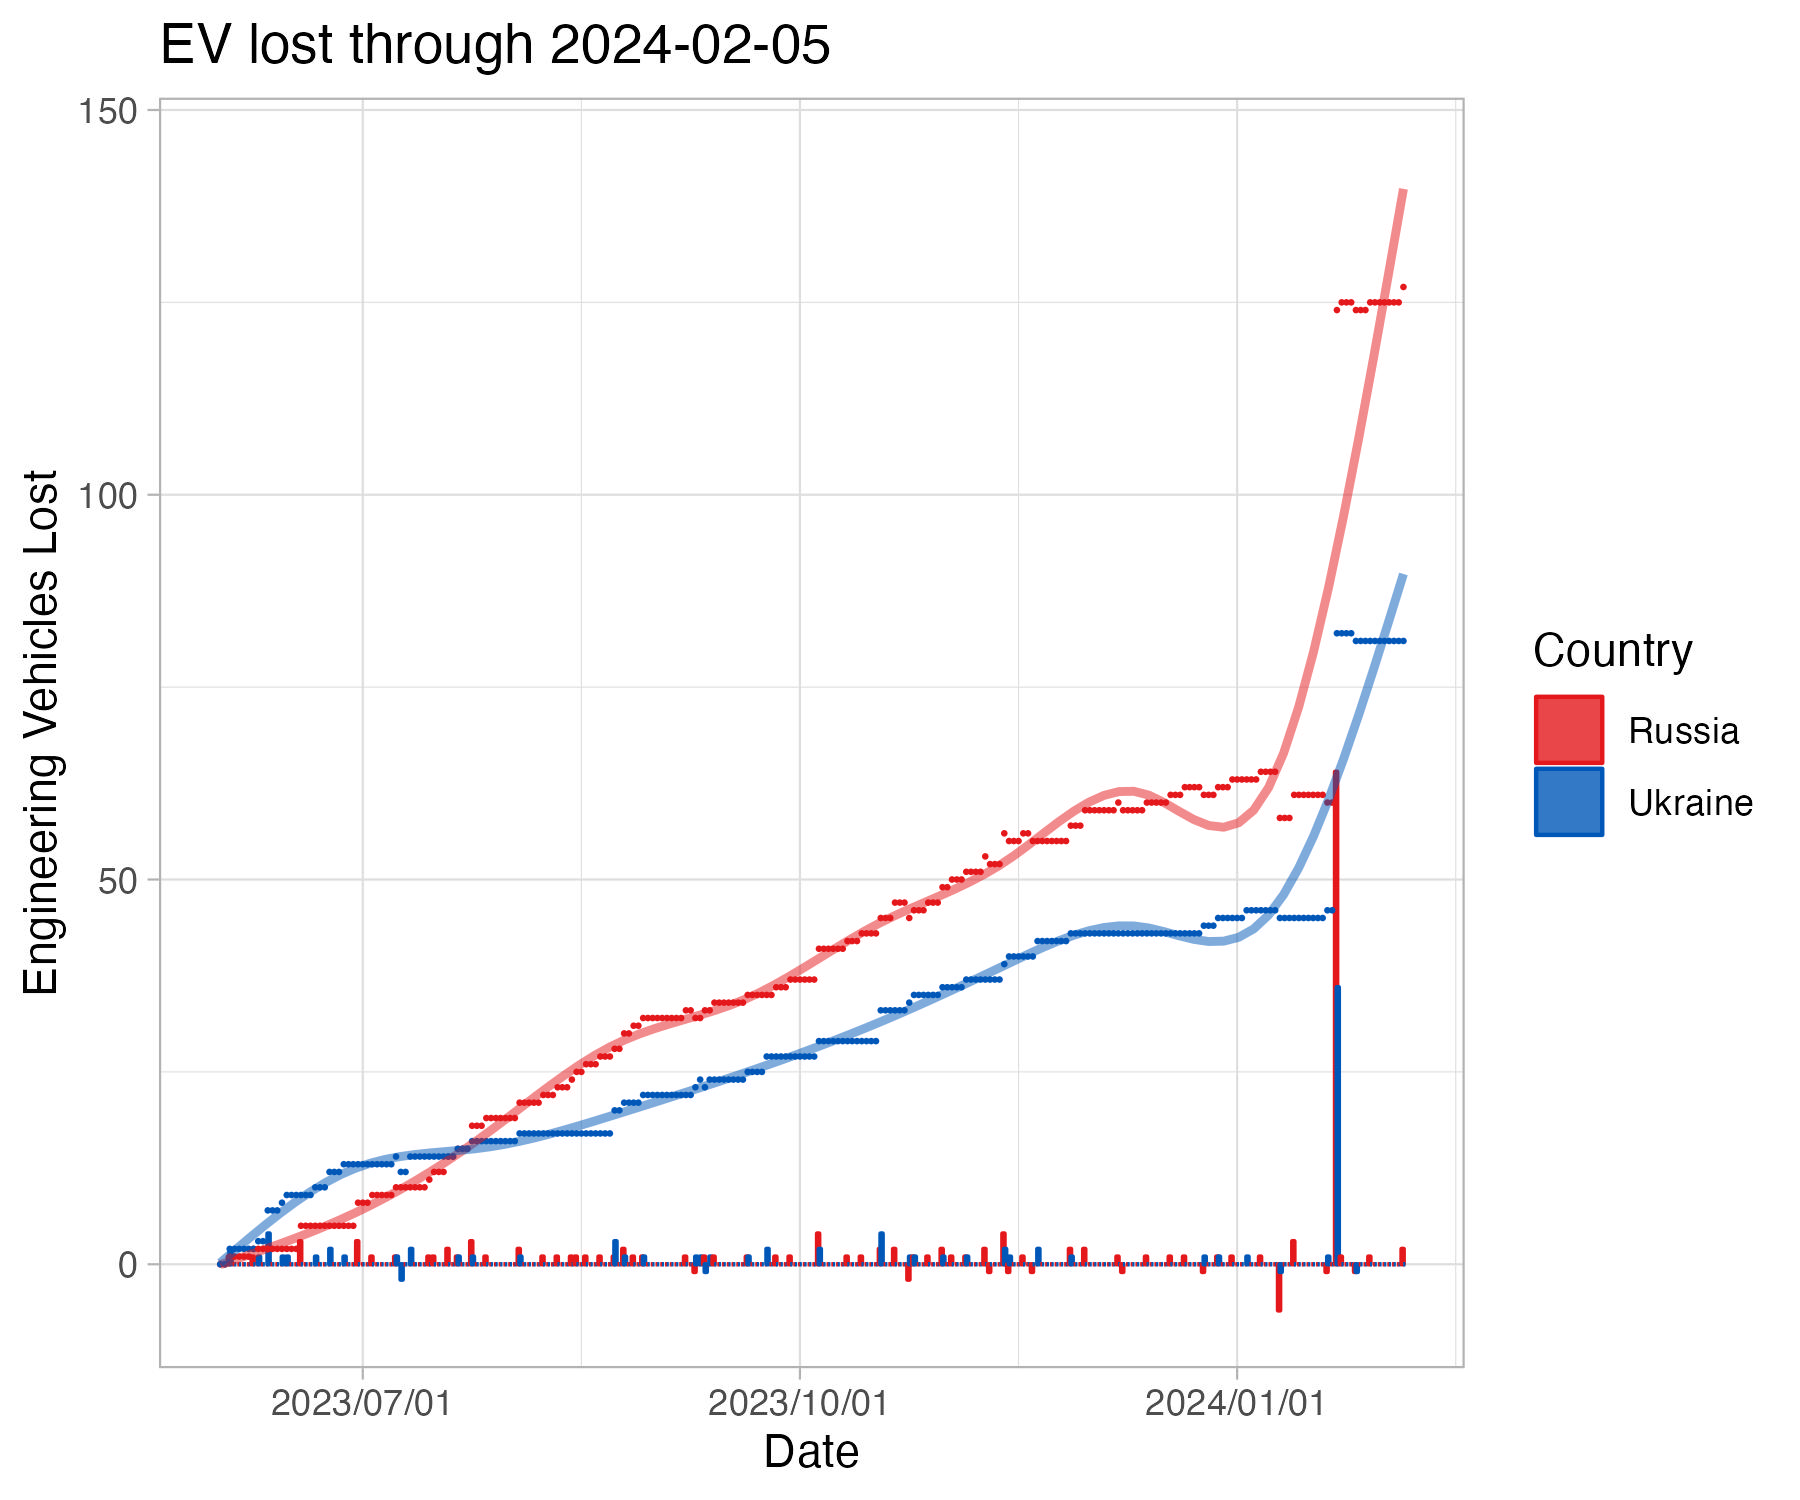 EV lost through 2024-02-05
150
100
50
0
Engineering Vehicles Lost
2023/07/01
2023/10/01
2024/01/01
Date
Country
Russia
Ukraine